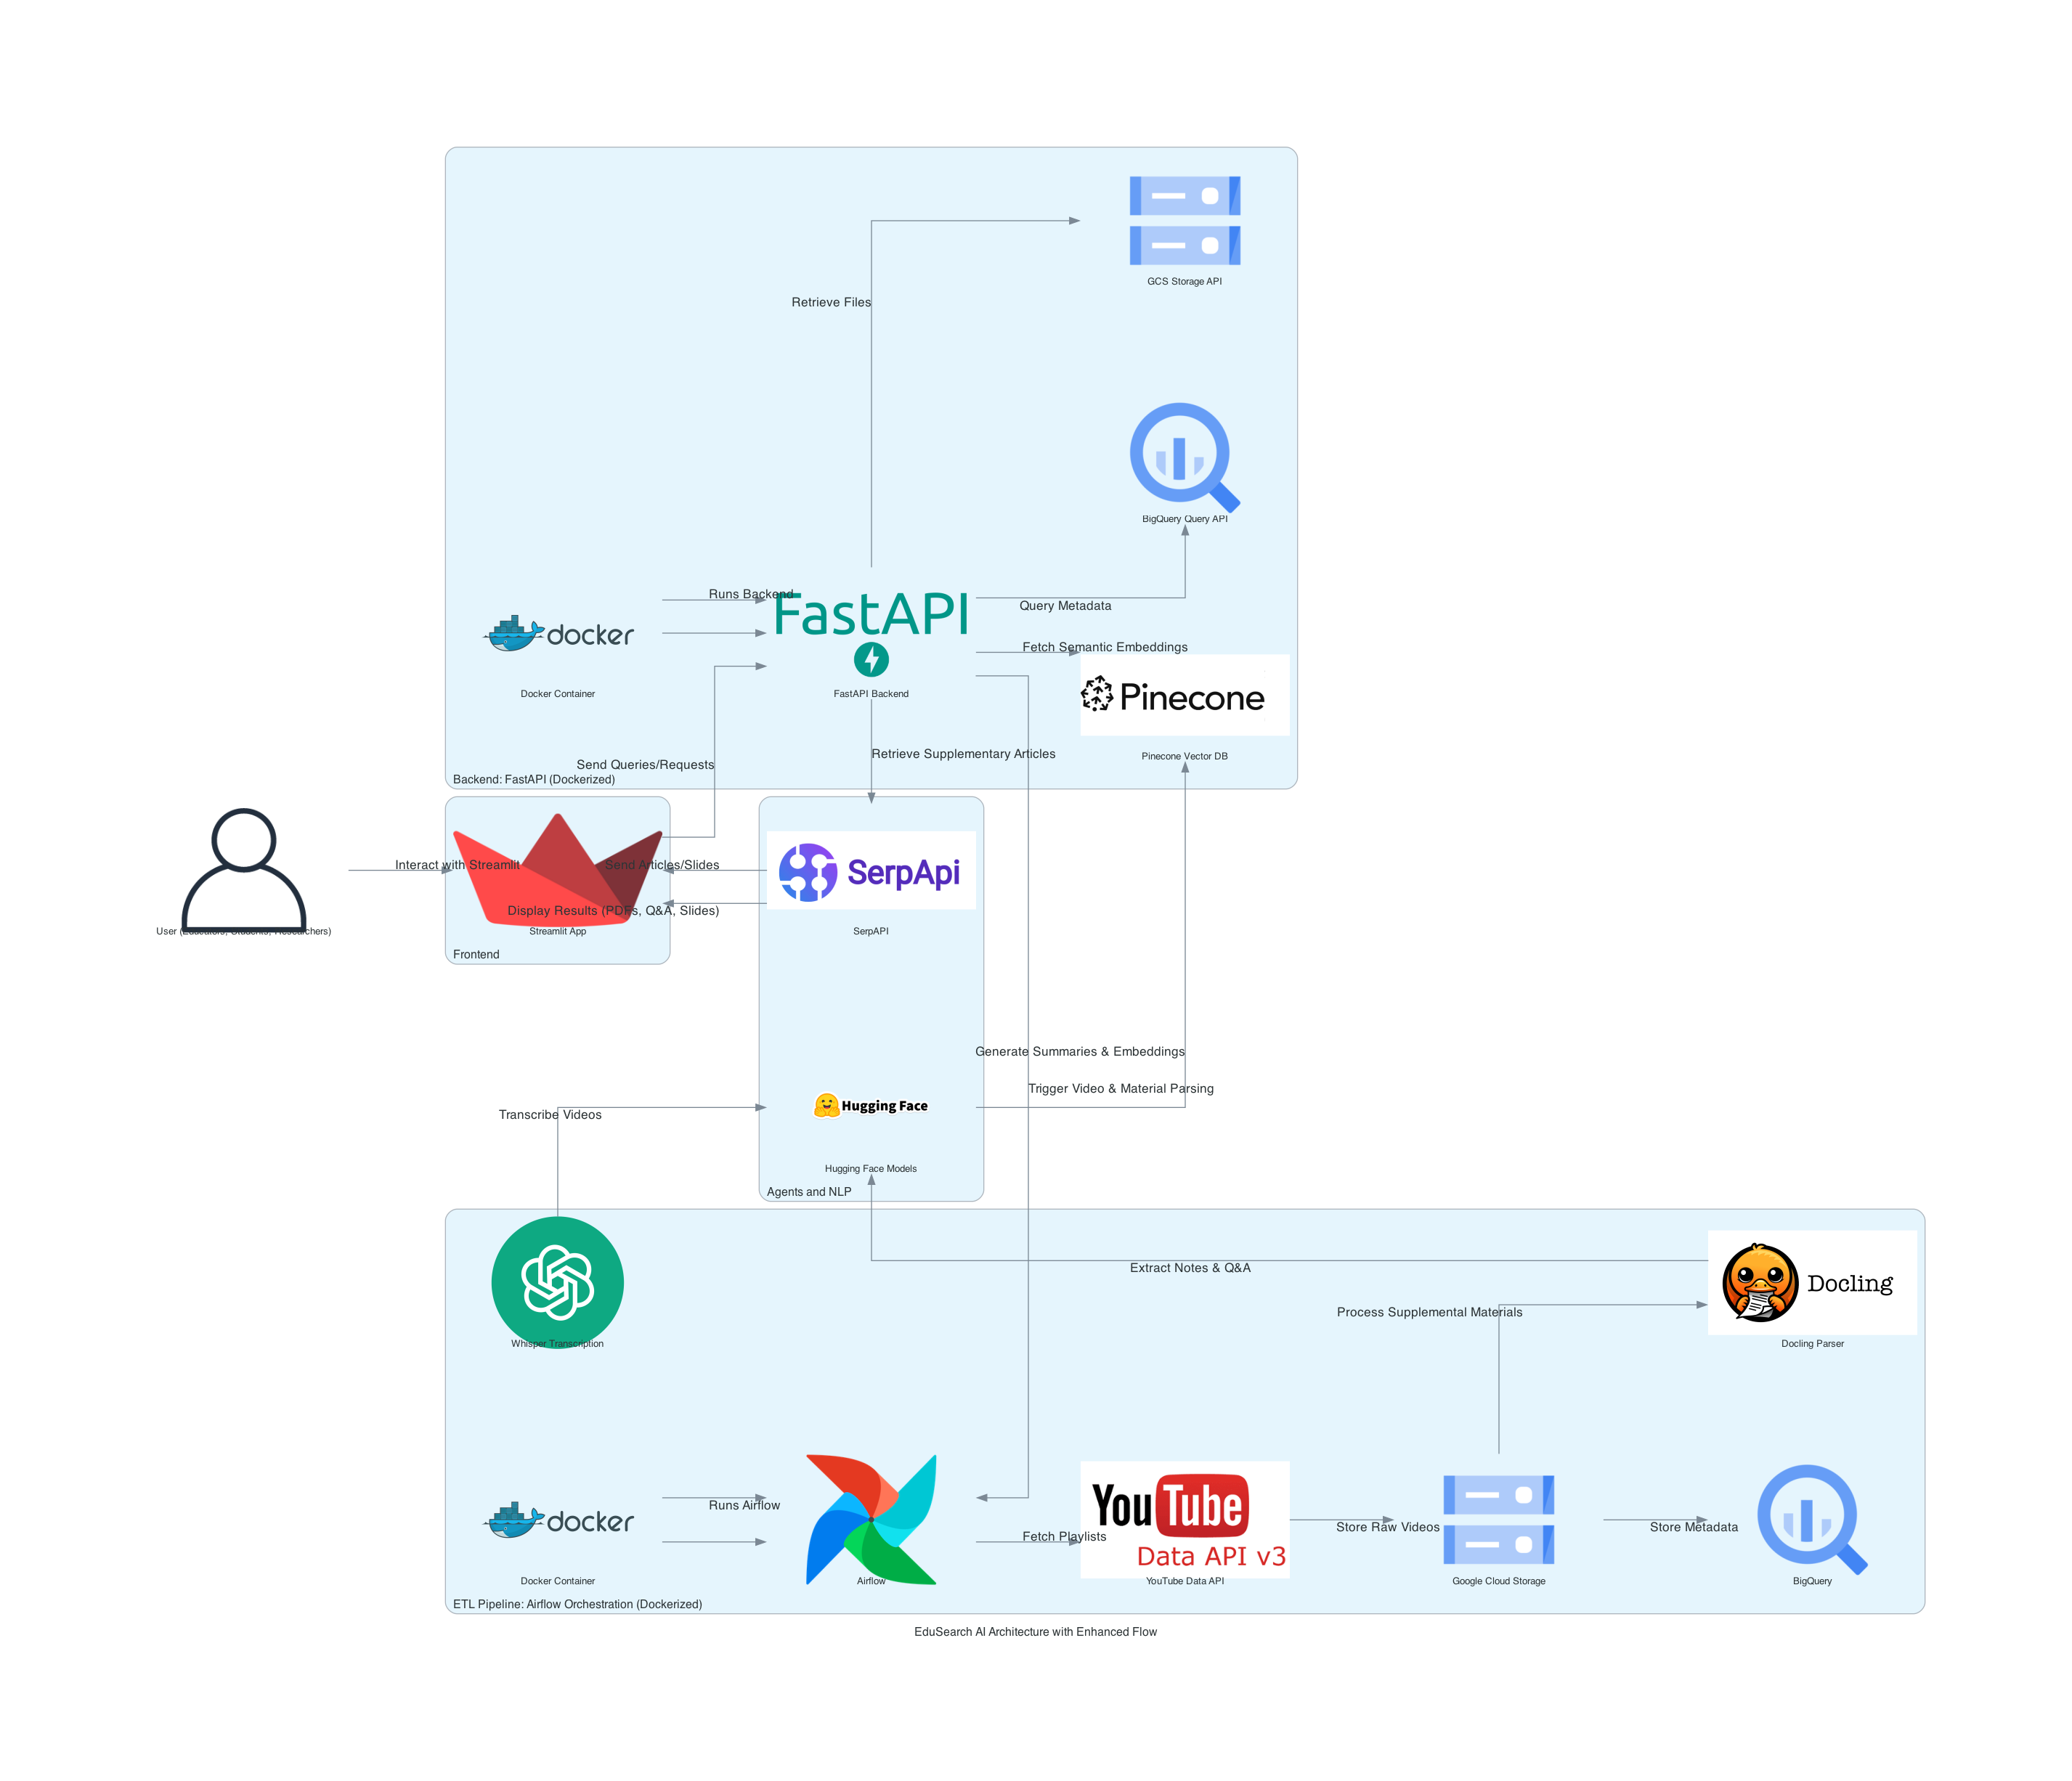 GCS Storage API
Retrieve Files
BigQuery Query API
Runs Backend
FastAPI
docker
Query Metadata
Fetch Semantic Embeddings
Pinecone
Docker Container
FastAPI Backend
Retrieve Supplementary Articles
Pinecone Vector DB
Send Queries/Requests
Backend: FastAPI (Dockerized)
Interact with Streamlit
Send Articles/Slides
SerpApi
Display Results (PDFs, Q&A, Slides)
User (Educators, Students, Researchers)
Streamlit App
SerpAPI
Frontend
Generate Summaries & Embeddings
Trigger Video & Material Parsing
Hugging Face
Transcribe Videos
Hugging Face Models
Agents and NLP
Extract Notes & Q&A
Docling
Process Supplemental Materials
Whisper Transcription
Docling Parser
YouTube
Runs Airflow
docker
Fetch Playlists
Store Raw Videos
Store Metadata
Data API v3
Docker Container
Airflow
YouTube Data API
Google Cloud Storage
BigQuery
ETL Pipeline: Airflow Orchestration (Dockerized)
EduSearch AI Architecture with Enhanced Flow